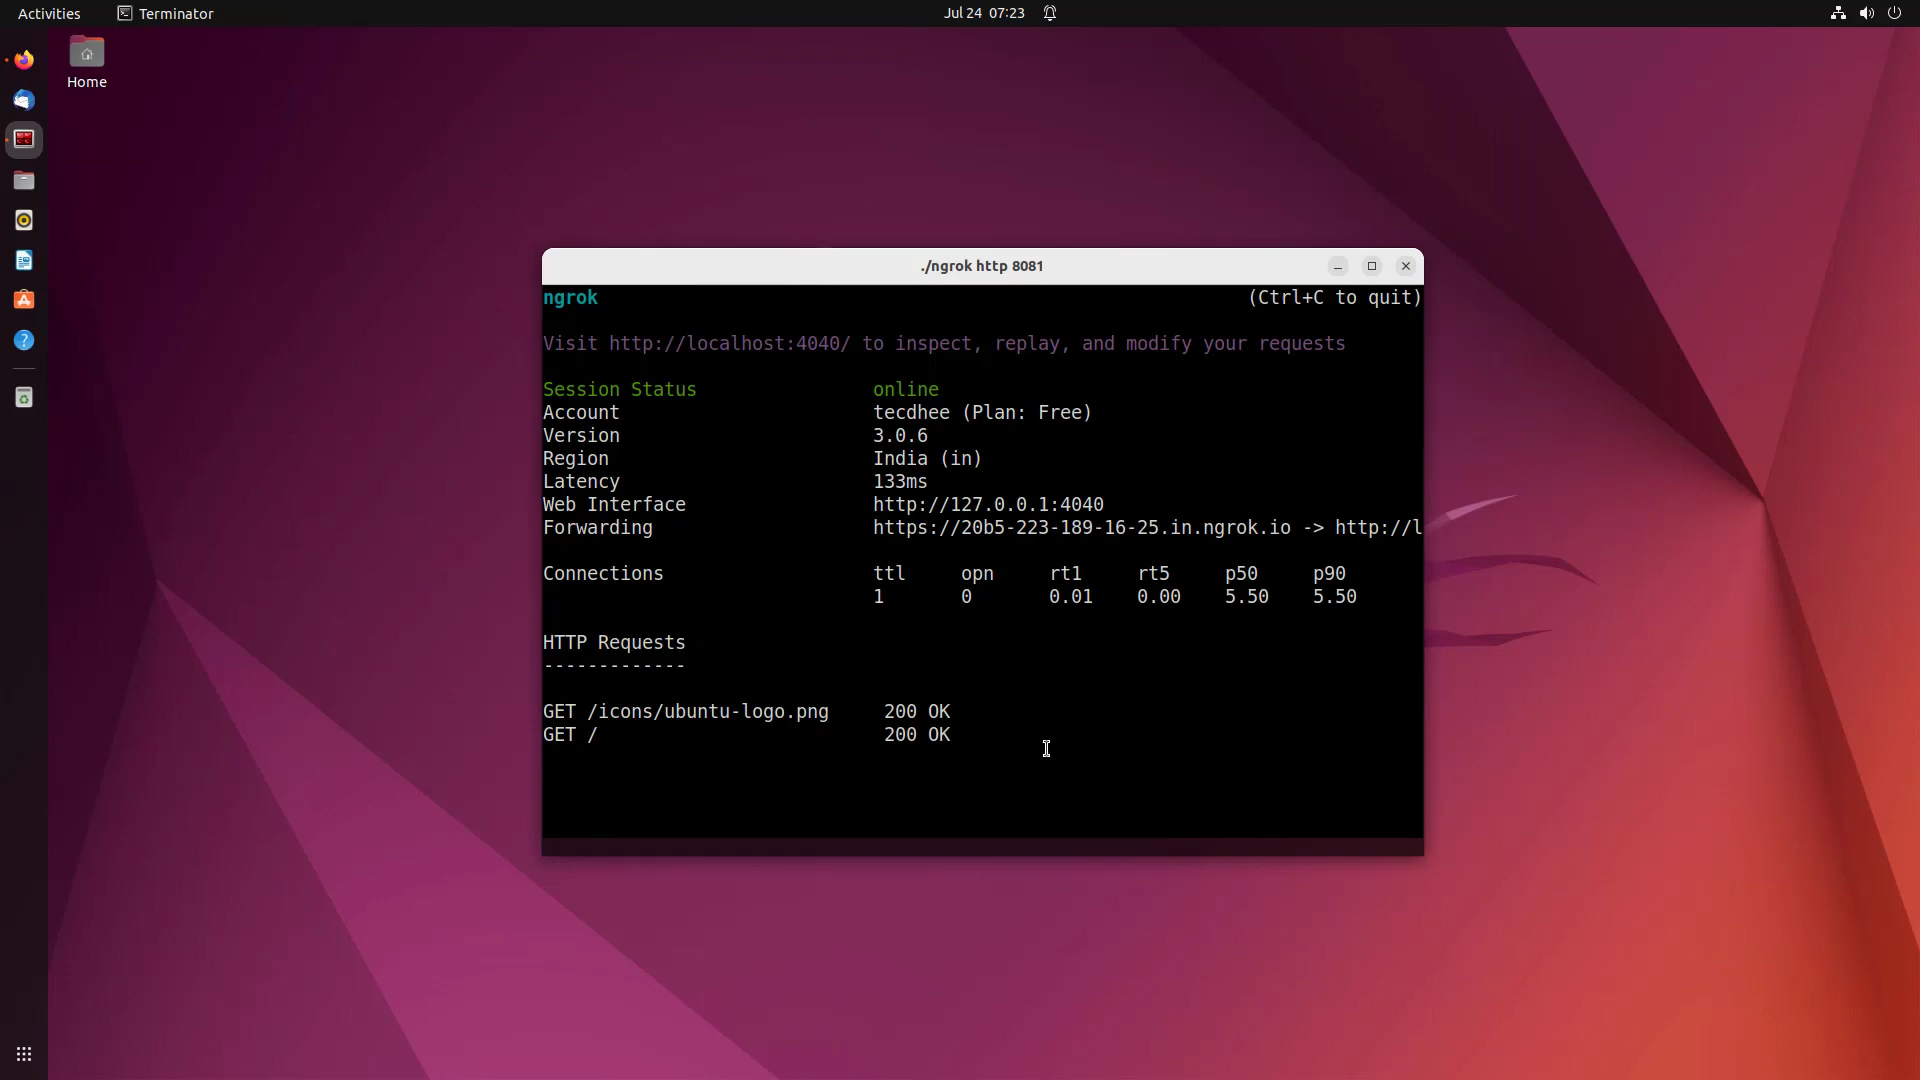 Activities Terminator Jul 24 07:23
Home
./ngrok http 8081
ngrok (Ctrl+C to quit)
Visit http://localhost:4040/ to inspect, replay, and modify your requests
Session Status online
Account tecdhee (Plan: Free)
Version 3.0.6
Region India (in)
Latency 133ms
Web Interface http://127.0.0.1:4040
Forwarding https://20b5-223-189-16-25.in.ngrok.io -> http://l
Connections ttl opn rt1 rt5 p50 p90
1 0 0.01 0.00 5.50 5.50
HTTP Requests
-------------
GET /icons/ubuntu-logo.png 200 OK
GET / 200 OK